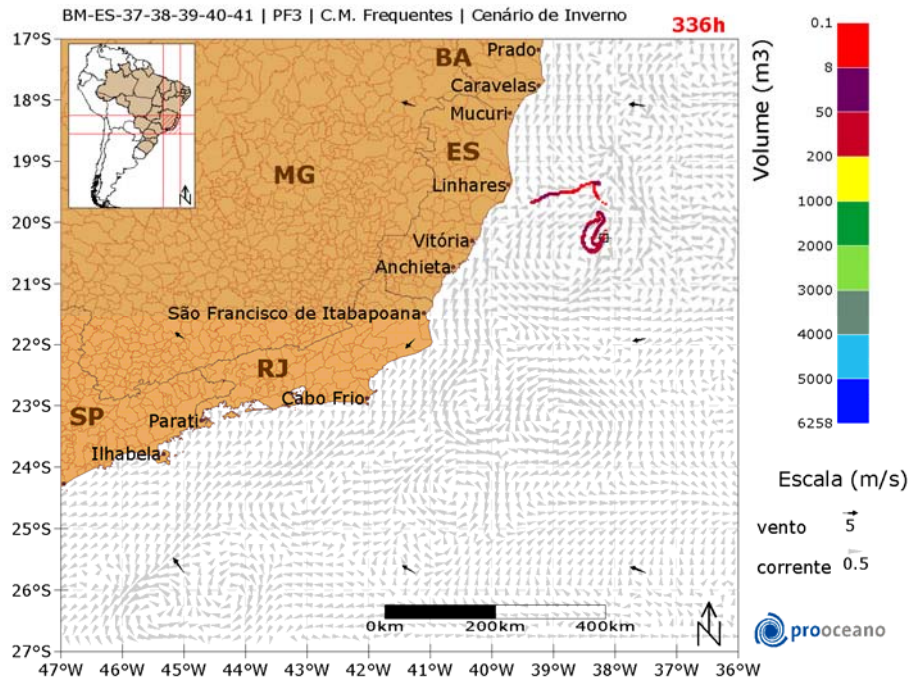 BM-ES-37-38-39-40-41 | PF3 | C.M. Frequentes | Cenário de Inverno
336h
17°S
18°S
19°S
20°S
21°S
22°S
23°S
24°S
25°S
26°S
27°S
BA
Prado
Caravelas
Mucuri
ES
MG
Linhares
Vitória
Anchieta
São Francisco de Itabapoana
RJ
Cabo Frio
SP
Parati
Ilhabela
N
0km
200km
400km
N
47°W
46°W
45°W
44°W
43°W
42°W
41°W
40°W
39°W
38°W
37°W
36°W
Volume (m3)
0.1
8
50
200
1000
2000
3000
4000
5000
6258
Escala (m/s)
vento 5
corrente 0.5
prooceano